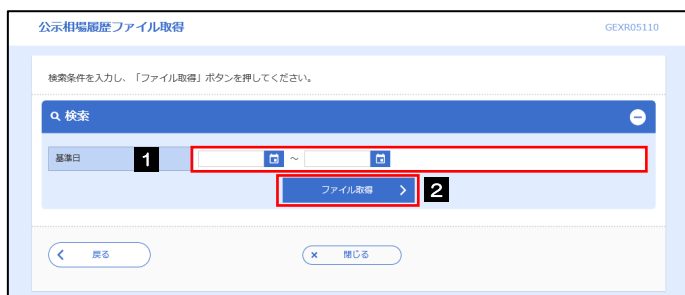 公示相場履歴ファイル取得 GEXR05110
検索条件を入力し、「ファイル取得」ボタンを押してください。
検索
基準日 1 ～
ファイル取得 2
戻る 閉じる